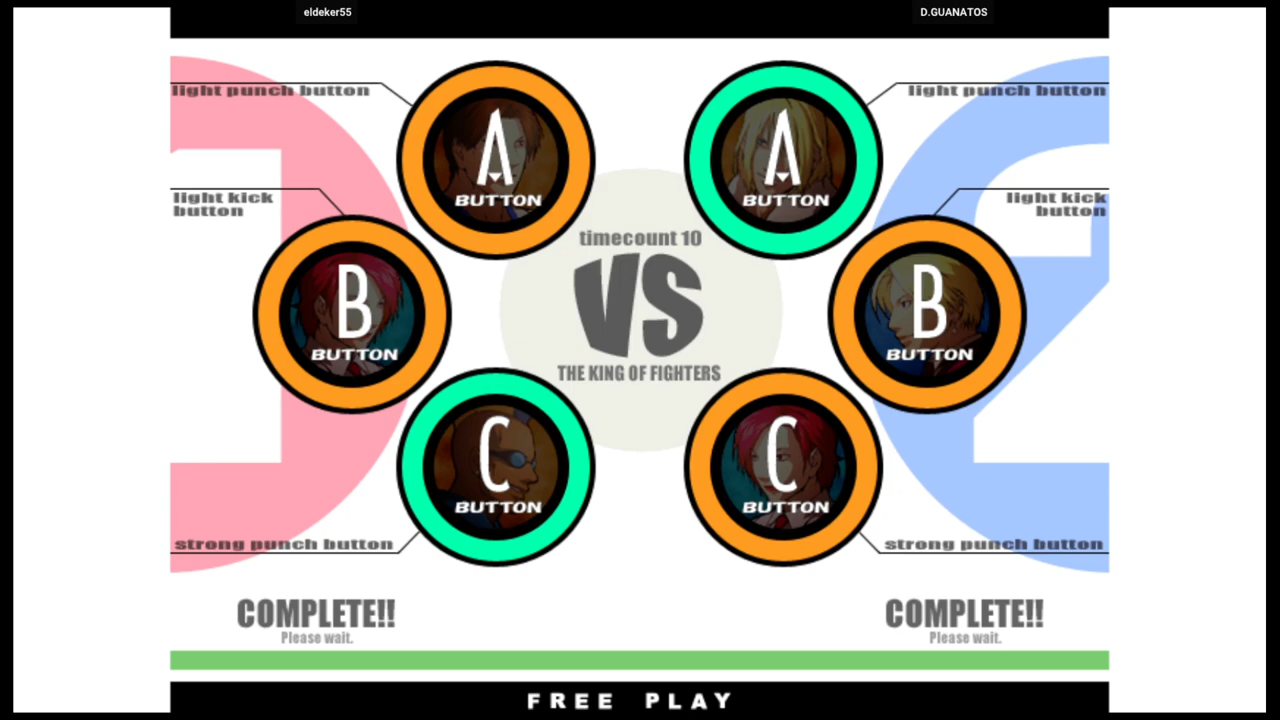 eldeker55
D.GUANATOS
light punch button
A
BUTTON
A
BUTTON
light punch button
light kick
button
B
BUTTON
timecount 10
VS
THE KING OF FIGHTERS
light kick
button
B
BUTTON
C
BUTTON
C
BUTTON
strong punch button
strong punch button
COMPLETE!!
Please wait.
COMPLETE!!
Please wait.
FREE PLAY